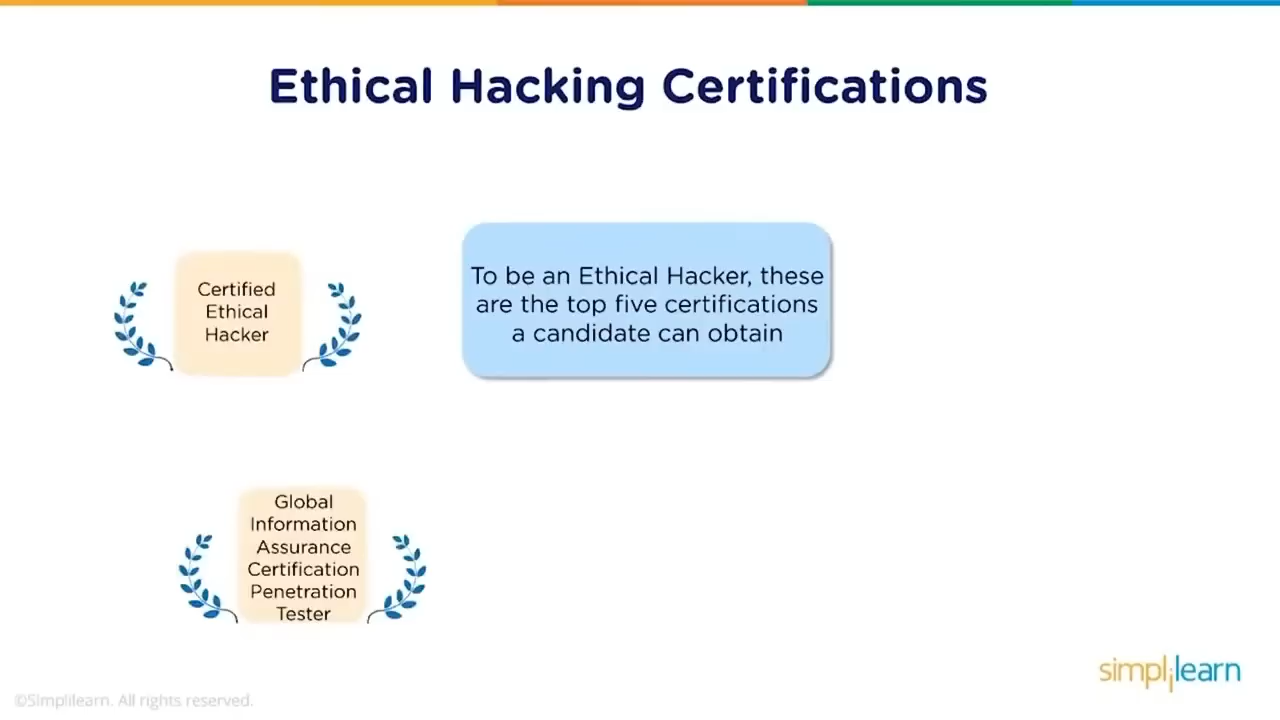 Ethical Hacking Certifications
Certified
Ethical
Hacker
To be an Ethical Hacker, these
are the top five certifications
a candidate can obtain
Global
Information
Assurance
Certification
Penetration
Tester
simplilearn
©Simplilearn. All rights reserved.